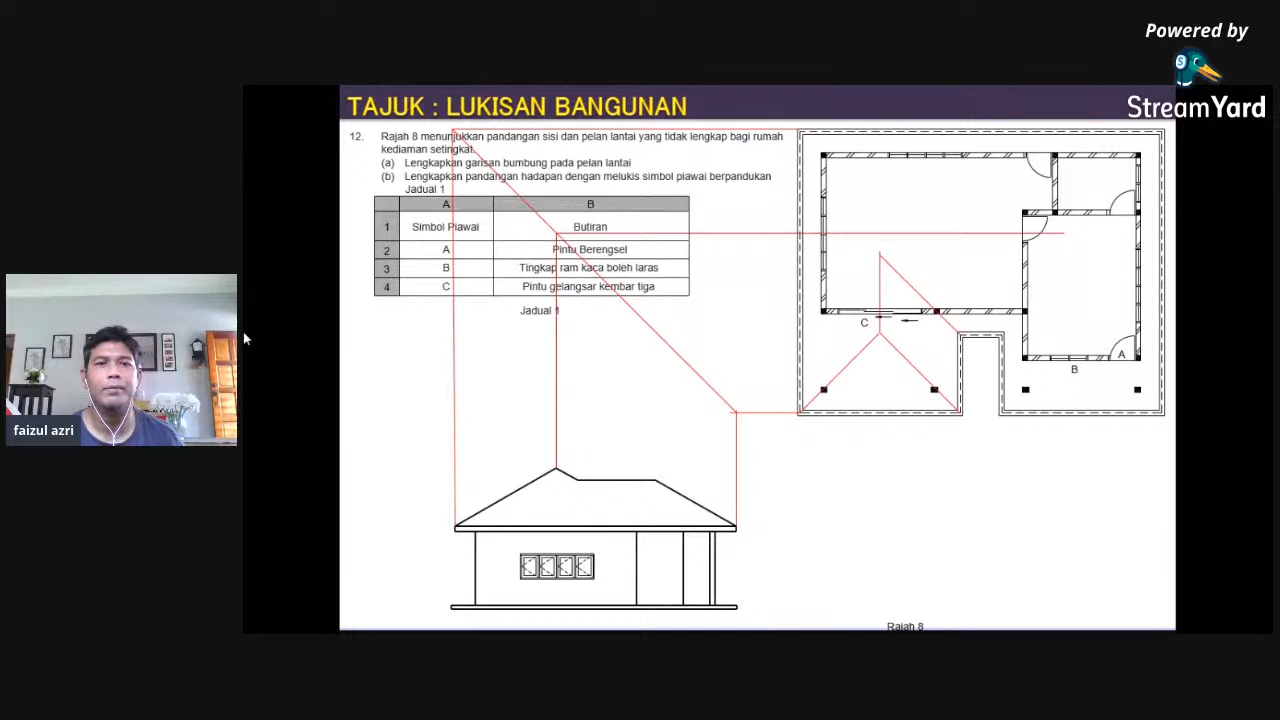 Powered by
StreamYard
TAJUK : LUKISAN BANGUNAN
12. Rajah 8 menunjukkan pandangan sisi dan pelan lantai yang tidak lengkap bagi rumah
kediaman setingkat.
(a) Lengkapkan garisan bumbung pada pelan lantai
(b) Lengkapkan pandangan hadapan dengan melukis simbol piawai berpandukan
Jadual 1
A B
1 Simbol Piawai Butiran
2 A Pintu Berengsel
3 B Tingkap ram kaca boleh laras
4 C Pintu gelangsar kembar tiga
Jadual 1
C
A
B
faizul azri
Rajah 8